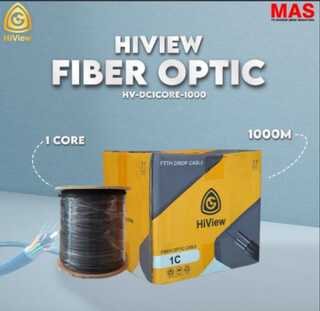 HiView
MAS
HIVIEW
FIBER OPTIC
HV-DC1CORE-1000
1 CORE
1000M
FTTH DROP CABLE
HiView
FIBER OPTIC CABLE
1C